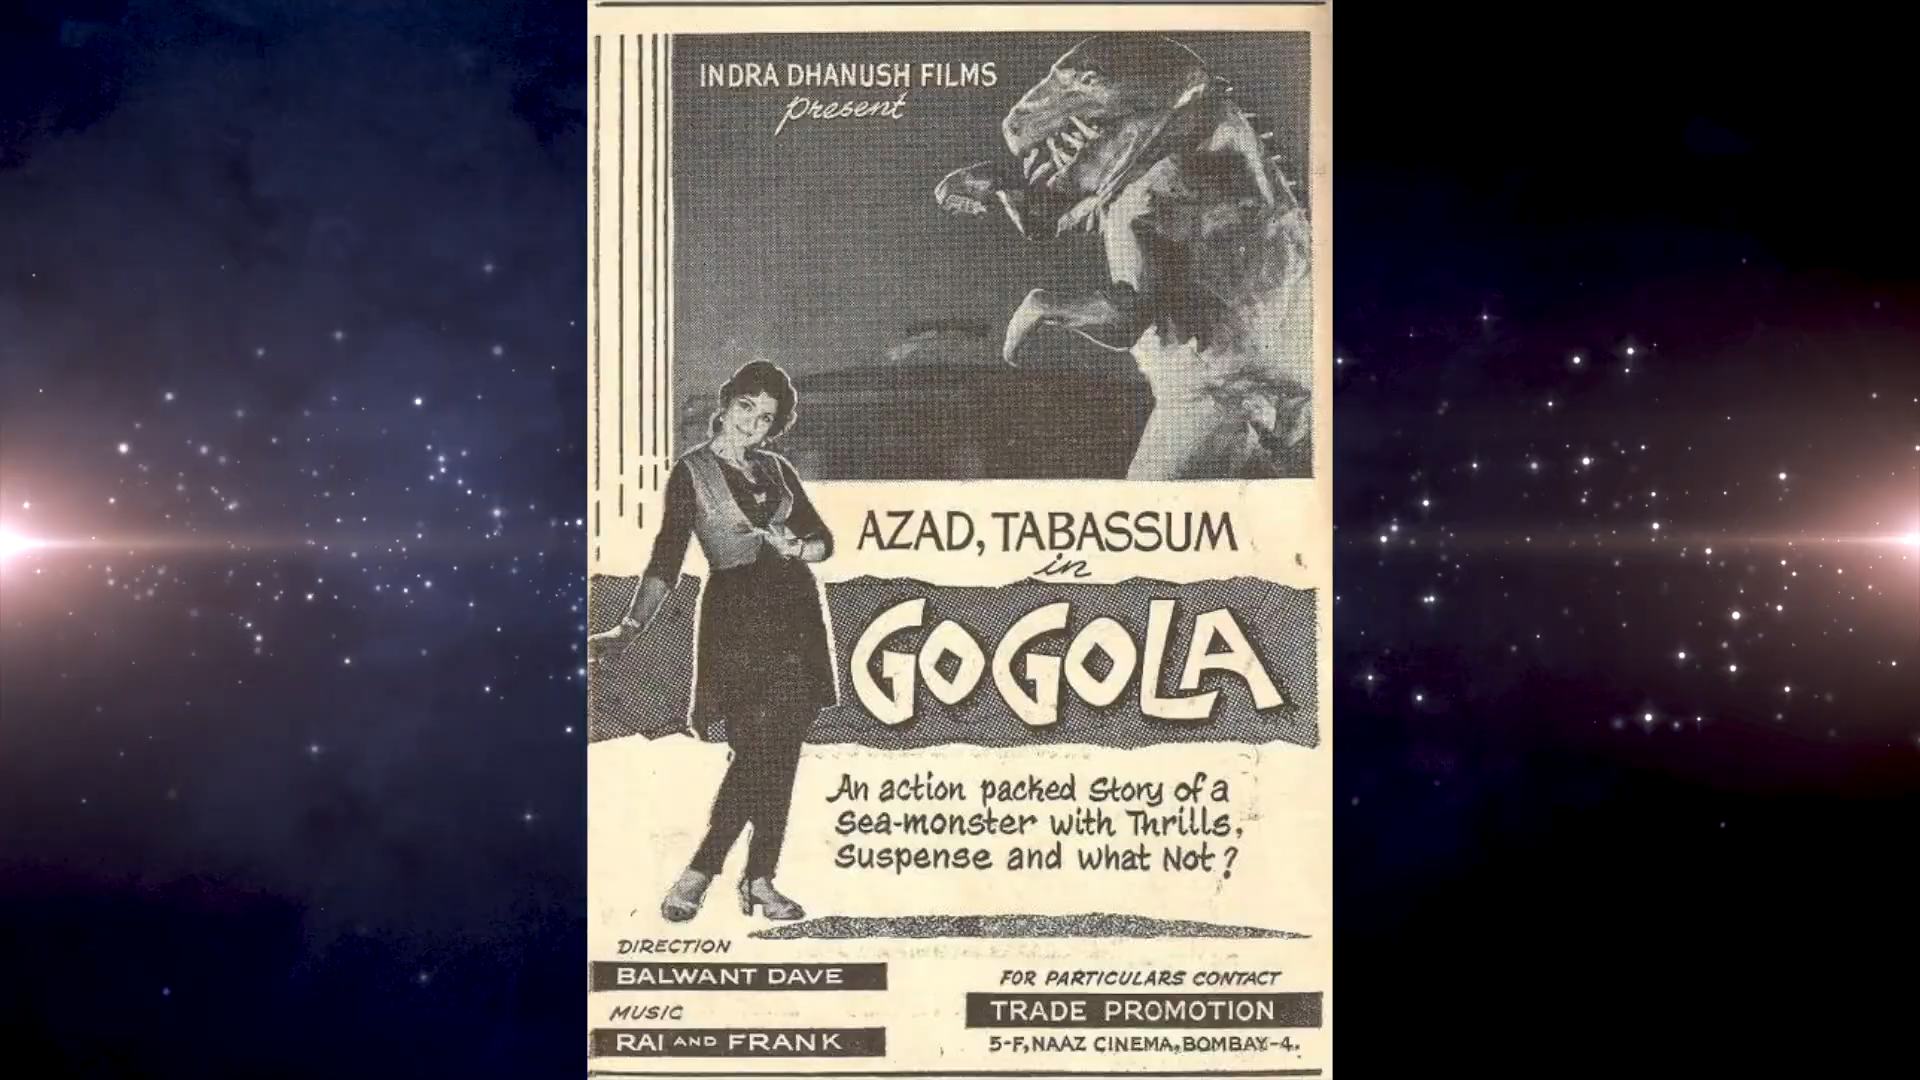 INDRA DHANUSH FILMS
present
AZAD, TABASSUM
in
GOGOLA
An action packed Story of a
Sea-monster with Thrills,
Suspense and what Not?
DIRECTION
BALWANT DAVE
MUSIC
RAI AND FRANK
FOR PARTICULARS CONTACT
TRADE PROMOTION
5-F, NAAZ CINEMA, BOMBAY-4.